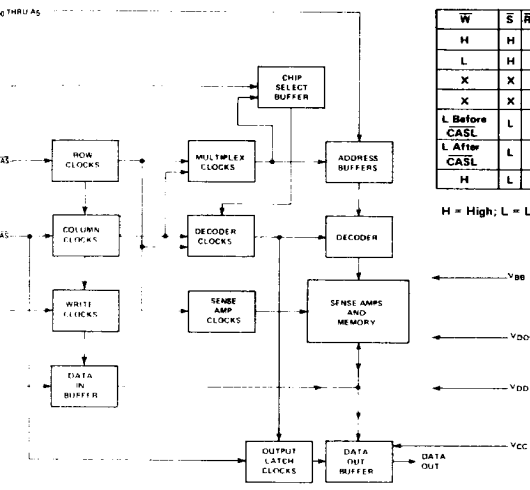 THRU A5
CHIP
SELECT
BUFFER
ROW
CLOCKS
MULTIPLEX
CLOCKS
ADDRESS
BUFFERS
COLUMN
CLOCKS
DECODER
CLOCKS
DECODER
WRITE
CLOCKS
SENSE
AMP
CLOCKS
SENSE AMPS
AND
MEMORY
DATA
IN
BUFFER
OUTPUT
LATCH
CLOCKS
DATA
OUT
BUFFER
DATA
OUT
W S
H H
L H
X X
X X
L Before
CASL L
L After
CASL L
H L
H = High; L = L
VBB
VDD
VCC